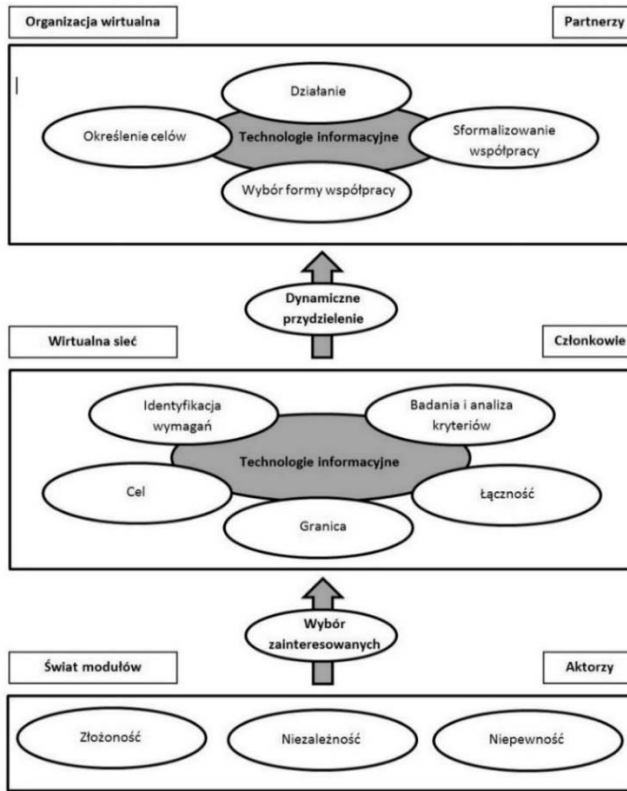 Organizacja wirtualna
Partnerzy
Działanie
Określenie celów
Technologie informacyjne
Sformalizowanie
współpracy
Wybór formy współpracy
Dynamiczne
przydzielenie
Wirtualna sieć
Członkowie
Identyfikacja
wymagań
Badania i analiza
kryteriów
Technologie informacyjne
Cel
Łączność
Granica
Wybór
zainteresowanych
Świat modułów
Aktorzy
Złożoność
Niezależność
Niepewność